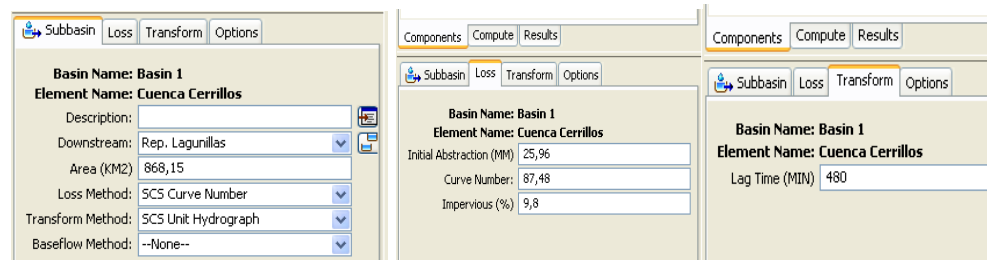 Subbasin Loss Transform Options
Basin Name: Basin 1
Element Name: Cuenca Cerrillos
Description:
Downstream: Rep. Lagunillas
Area (KM2) 868,15
Loss Method: SCS Curve Number
Transform Method: SCS Unit Hydrograph
Baseflow Method: --None--
Components Compute Results
Subbasin Loss Transform Options
Basin Name: Basin 1
Element Name: Cuenca Cerrillos
Initial Abstraction (MM) 25,96
Curve Number: 87,48
Impervious (%) 9,8
Components Compute Results
Subbasin Loss Transform Options
Basin Name: Basin 1
Element Name: Cuenca Cerrillos
Lag Time (MIN) 480